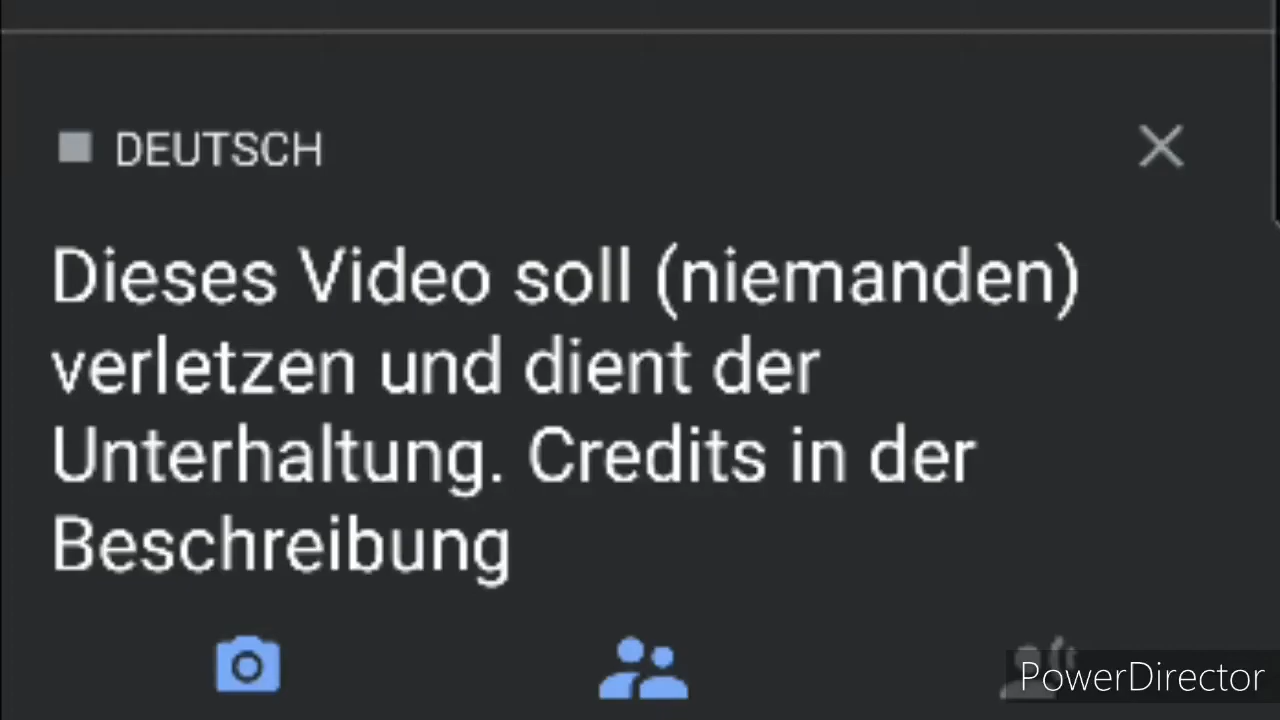 DEUTSCH
Dieses Video soll (niemanden)
verletzen und dient der
Unterhaltung. Credits in der
Beschreibung
PowerDirector